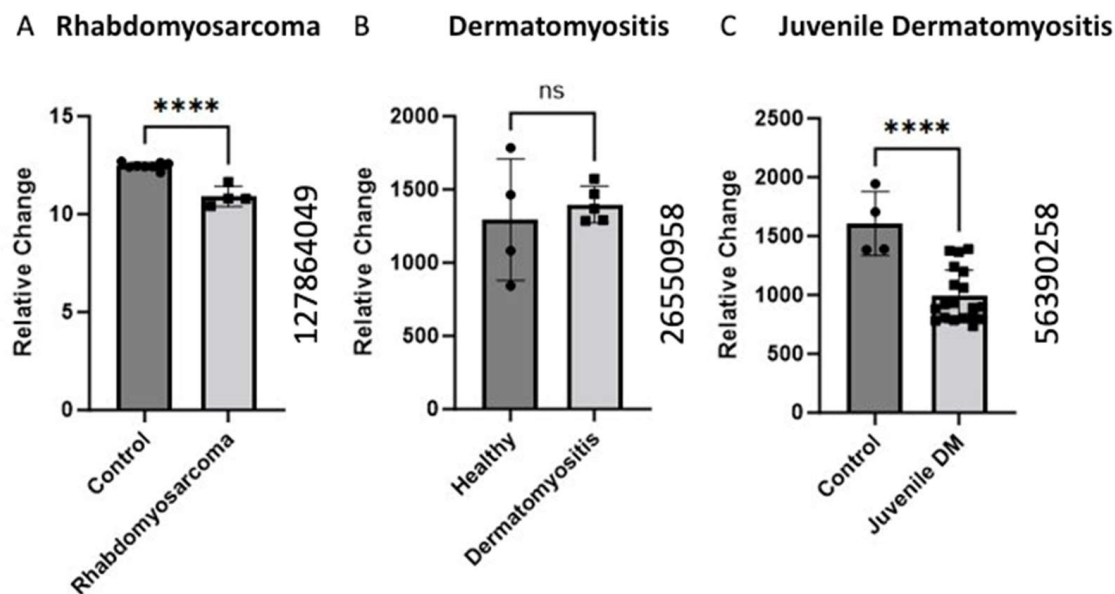 A Rhabdomyosarcoma
B Dermatomyositis
C Juvenile Dermatomyositis
****
15
10
5
0
Relative Change
Control
Rhabdomyosarcoma
127864049
ns
2000
1500
1000
500
0
Relative Change
Healthy
Dermatomyositis
26550958
****
2500
2000
1500
1000
500
0
Relative Change
Control
Juvenile DM
56390258